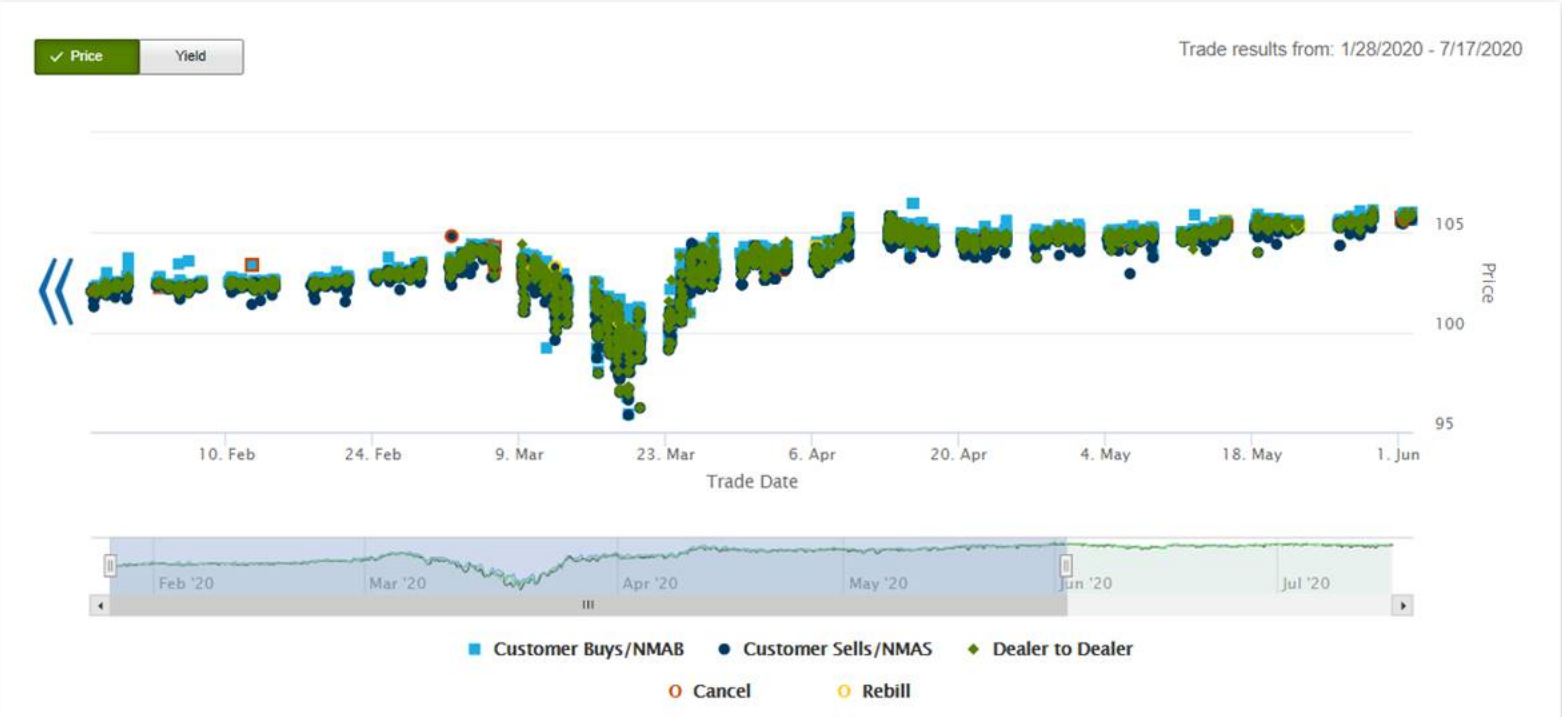 Price Yield Trade results from: 1/28/2020 - 7/17/2020
105
Price
100
95
10. Feb 24. Feb 9. Mar 23. Mar 6. Apr 20. Apr 4. May 18. May 1. Jun
Trade Date
Feb '20 Mar '20 Apr '20 May '20 Jun '20 Jul '20
Customer Buys/NMAB Customer Sells/NMAS Dealer to Dealer
Cancel Rebill